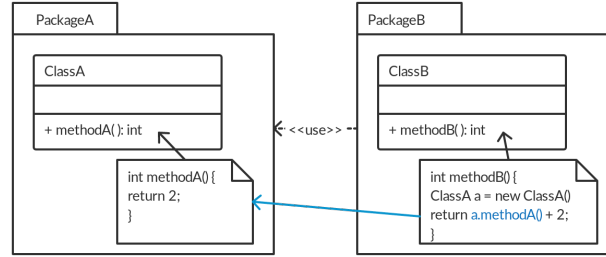 PackageA
ClassA
+ methodA( ): int
int methodA() {
return 2;
}
<<use>>
PackageB
ClassB
+ methodB( ): int
int methodB() {
ClassA a = new ClassA()
return a.methodA() + 2;
}